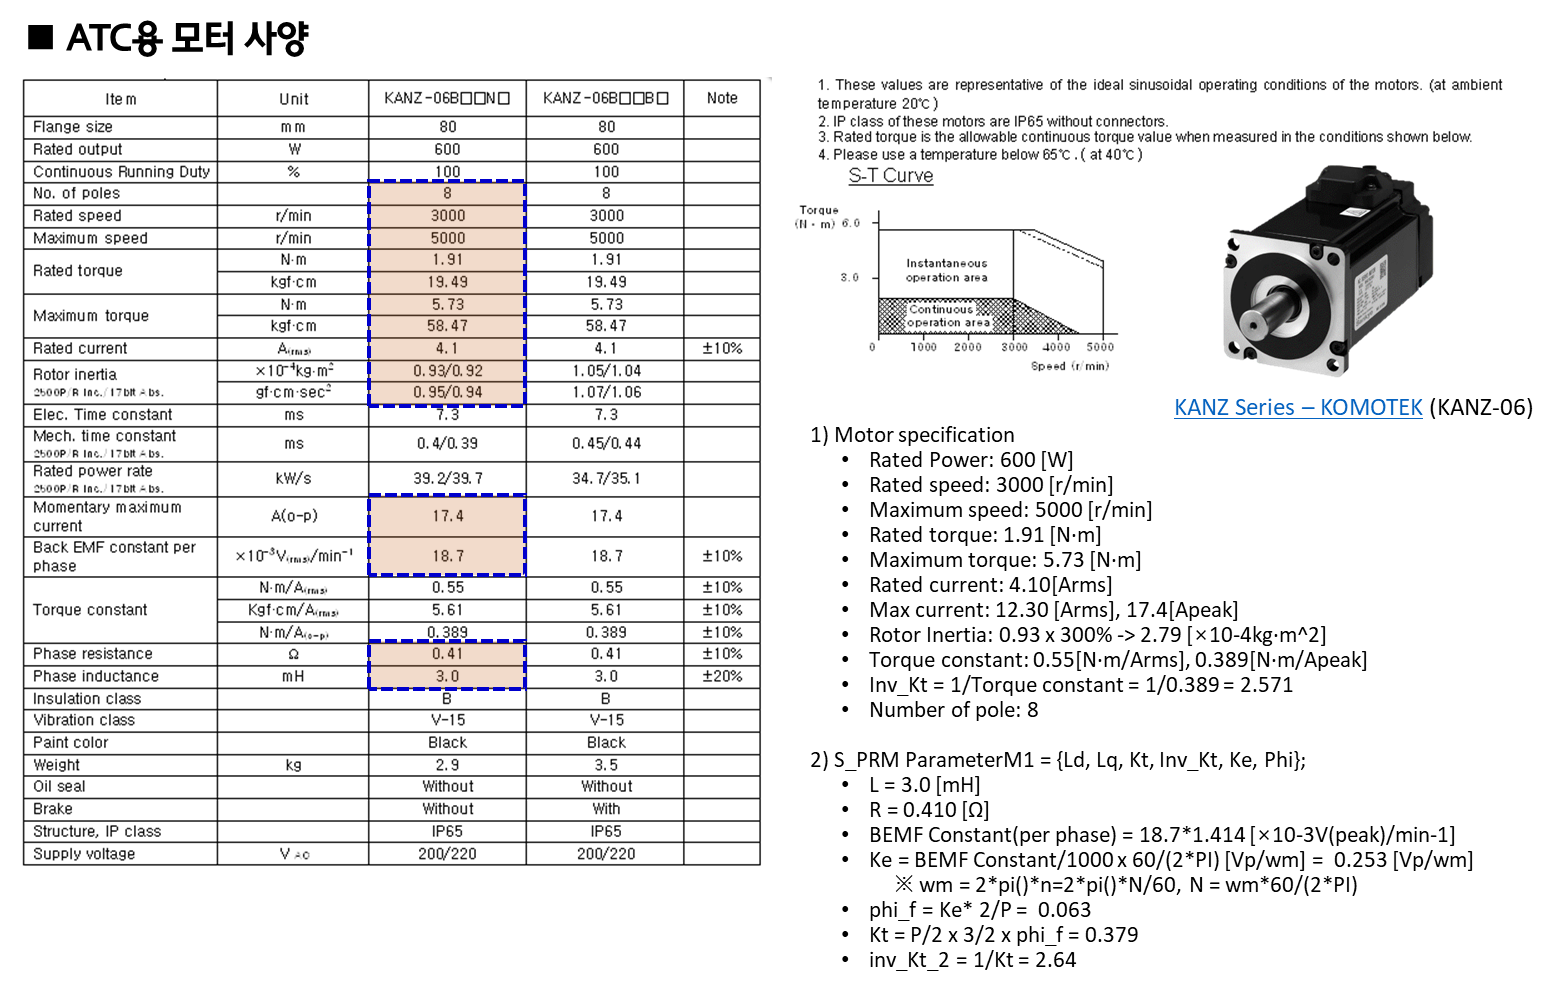 ■ ATC용 모터 사양
Item Unit KANZ-06B□□N□ KANZ-06B□□B□ Note
Flange size mm 80 80
Rated output W 600 600
Continuous Running Duty % 100 100
No. of poles 8 8
Rated speed r/min 3000 3000
Maximum speed r/min 5000 5000
Rated torque N·m 1.91 1.91
kgf·cm 19.49 19.49
Maximum torque N·m 5.73 5.73
kgf·cm 58.47 58.47
Rated current A(rms) 4.1 4.1 ±10%
Rotor inertia ×10⁻⁴kg·m² 0.93/0.92 1.05/1.04
2500P/R Inc./17bit Abs. gf·cm·sec² 0.95/0.94 1.07/1.06
Elec. Time constant ms 7.3 7.3
Mech. time constant ms 0.4/0.39 0.45/0.44
2500P/R Inc./17bit Abs.
Rated power rate kW/s 39.2/39.7 34.7/35.1
2500P/R Inc./17bit Abs.
Momentary maximum
current A(o-p) 17.4 17.4
Back EMF constant per
phase ×10⁻³V(rms)/min⁻¹ 18.7 18.7 ±10%
Torque constant N·m/A(rms) 0.55 0.55 ±10%
Kgf·cm/A(rms) 5.61 5.61 ±10%
N·m/A(o-p) 0.389 0.389 ±10%
Phase resistance Ω 0.41 0.41 ±10%
Phase inductance mH 3.0 3.0 ±20%
Insulation class B B
Vibration class V-15 V-15
Paint color Black Black
Weight kg 2.9 3.5
Oil seal Without Without
Brake Without With
Structure, IP class IP65 IP65
Supply voltage V AC 200/220 200/220
1. These values are representative of the ideal sinusoidal operating conditions of the motors. (at ambient
temperature 20℃)
2. IP class of these motors are IP65 without connectors.
3. Rated torque is the allowable continuous torque value when measured in the conditions shown below.
4. Please use a temperature below 65℃.( at 40℃)
S-T Curve
Torque
(N·m) 6.0
Instantaneous
operation area
3.0
Continuous
operation area
0 1000 2000 3000 4000 5000
Speed (r/min)
KANZ Series – KOMOTEK (KANZ-06)
1) Motor specification
• Rated Power: 600 [W]
• Rated speed: 3000 [r/min]
• Maximum speed: 5000 [r/min]
• Rated torque: 1.91 [N·m]
• Maximum torque: 5.73 [N·m]
• Rated current: 4.10[Arms]
• Max current: 12.30 [Arms], 17.4[Apeak]
• Rotor Inertia: 0.93 x 300% -> 2.79 [×10-4kg·m^2]
• Torque constant: 0.55[N·m/Arms], 0.389[N·m/Apeak]
• Inv_Kt = 1/Torque constant = 1/0.389 = 2.571
• Number of pole: 8
2) S_PRM ParameterM1 = {Ld, Lq, Kt, Inv_Kt, Ke, Phi};
• L = 3.0 [mH]
• R = 0.410 [Ω]
• BEMF Constant(per phase) = 18.7*1.414 [×10-3V(peak)/min-1]
• Ke = BEMF Constant/1000 x 60/(2*PI) [Vp/wm] = 0.253 [Vp/wm]
※ wm = 2*pi()*n=2*pi()*N/60, N = wm*60/(2*PI)
• phi_f = Ke* 2/P = 0.063
• Kt = P/2 x 3/2 x phi_f = 0.379
• inv_Kt_2 = 1/Kt = 2.64